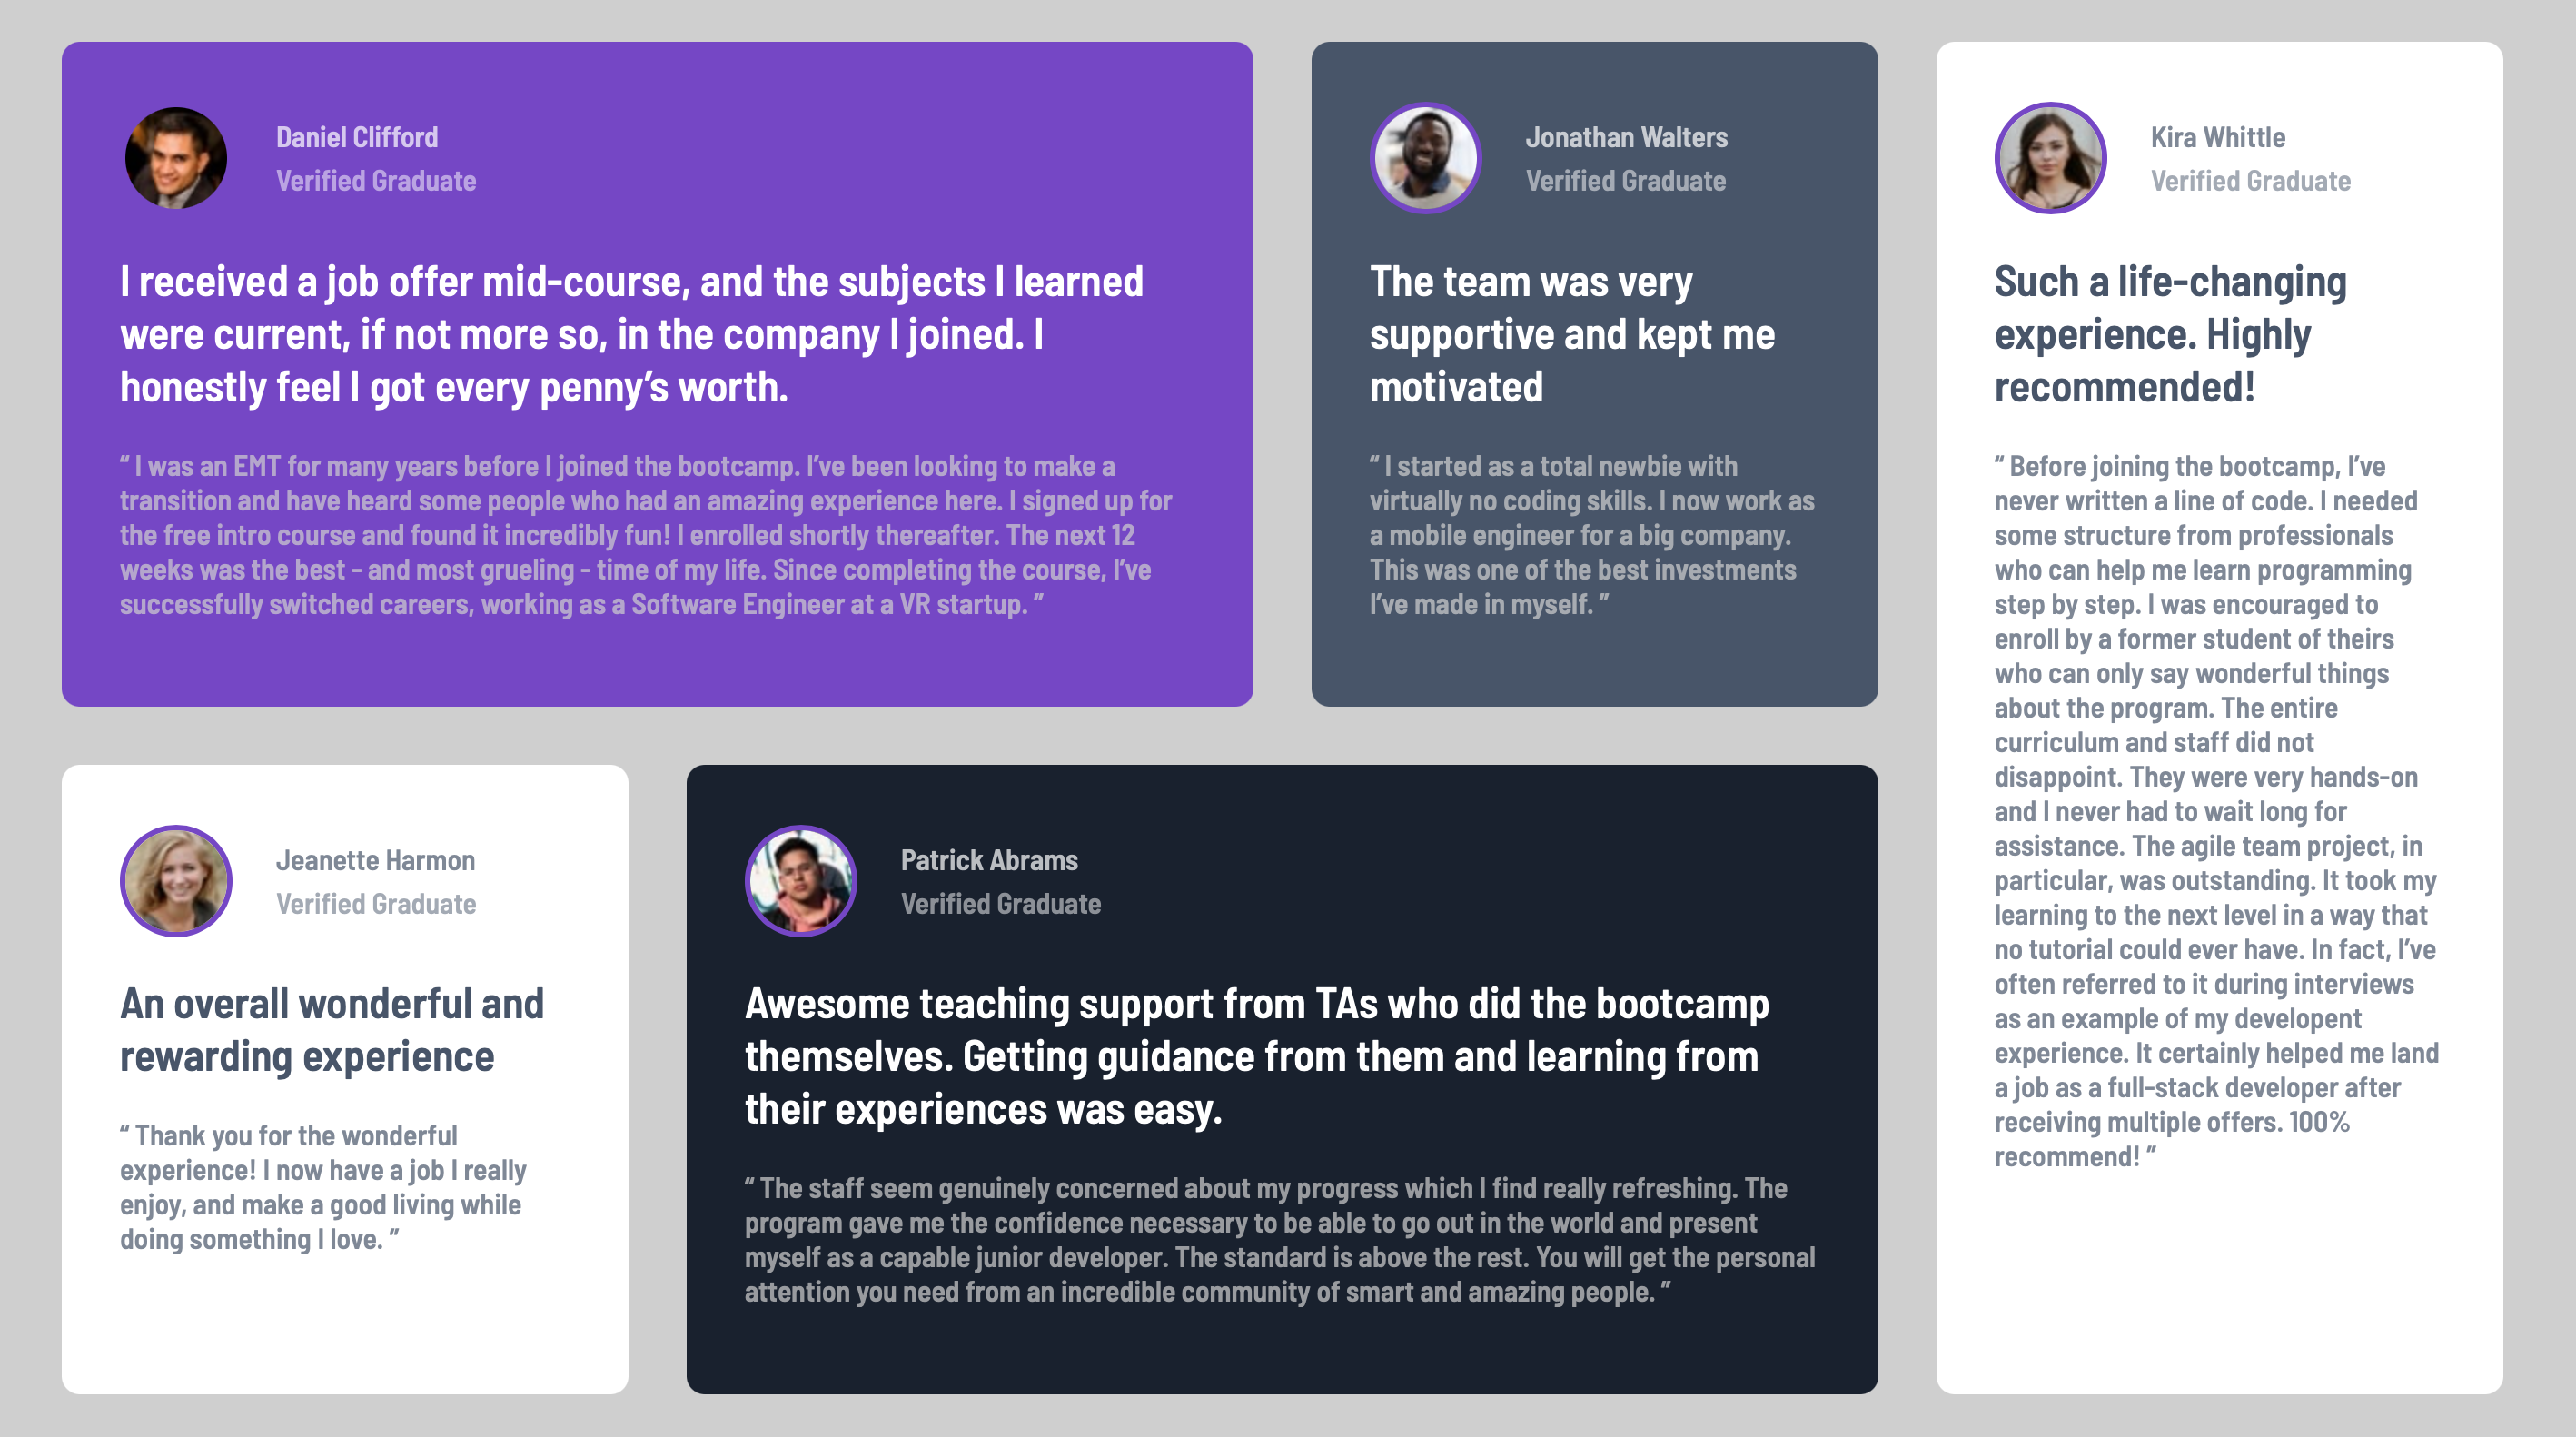 Daniel Clifford
Verified Graduate
I received a job offer mid-course, and the subjects I learned
were current, if not more so, in the company I joined. I
honestly feel I got every penny’s worth.
“ I was an EMT for many years before I joined the bootcamp. I’ve been looking to make a
transition and have heard some people who had an amazing experience here. I signed up for
the free intro course and found it incredibly fun! I enrolled shortly thereafter. The next 12
weeks was the best - and most grueling - time of my life. Since completing the course, I’ve
successfully switched careers, working as a Software Engineer at a VR startup. ”
Jonathan Walters
Verified Graduate
The team was very
supportive and kept me
motivated
“ I started as a total newbie with
virtually no coding skills. I now work as
a mobile engineer for a big company.
This was one of the best investments
I’ve made in myself. ”
Kira Whittle
Verified Graduate
Such a life-changing
experience. Highly
recommended!
“ Before joining the bootcamp, I’ve
never written a line of code. I needed
some structure from professionals
who can help me learn programming
step by step. I was encouraged to
enroll by a former student of theirs
who can only say wonderful things
about the program. The entire
curriculum and staff did not
disappoint. They were very hands-on
and I never had to wait long for
assistance. The agile team project, in
particular, was outstanding. It took my
learning to the next level in a way that
no tutorial could ever have. In fact, I’ve
often referred to it during interviews
as an example of my developent
experience. It certainly helped me land
a job as a full-stack developer after
receiving multiple offers. 100%
recommend! ”
Jeanette Harmon
Verified Graduate
An overall wonderful and
rewarding experience
“ Thank you for the wonderful
experience! I now have a job I really
enjoy, and make a good living while
doing something I love. ”
Patrick Abrams
Verified Graduate
Awesome teaching support from TAs who did the bootcamp
themselves. Getting guidance from them and learning from
their experiences was easy.
“ The staff seem genuinely concerned about my progress which I find really refreshing. The
program gave me the confidence necessary to be able to go out in the world and present
myself as a capable junior developer. The standard is above the rest. You will get the personal
attention you need from an incredible community of smart and amazing people. ”